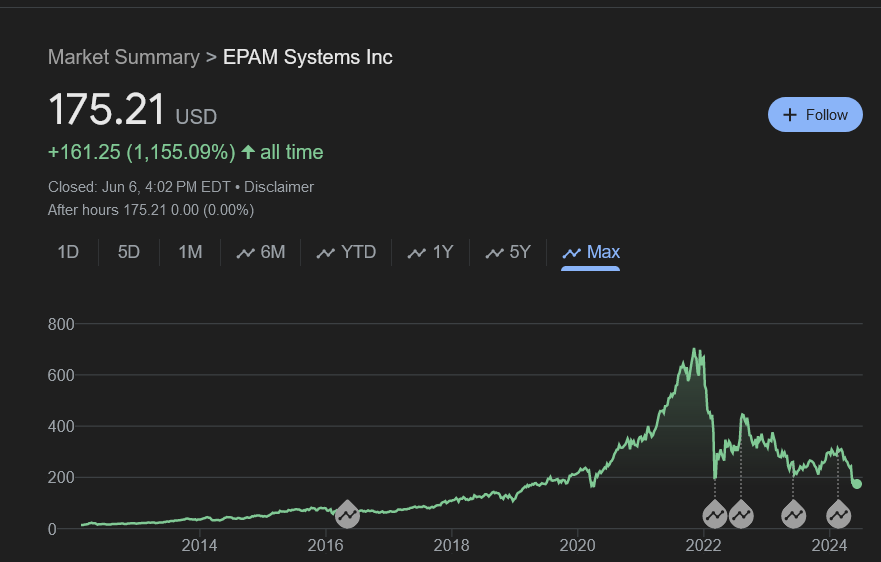 Market Summary > EPAM Systems Inc
175.21 USD
+ Follow
+161.25 (1,155.09%) ↑ all time
Closed: Jun 6, 4:02 PM EDT • Disclaimer
After hours 175.21 0.00 (0.00%)
1D 5D 1M 6M YTD 1Y 5Y Max
800
600
400
200
0
2014 2016 2018 2020 2022 2024